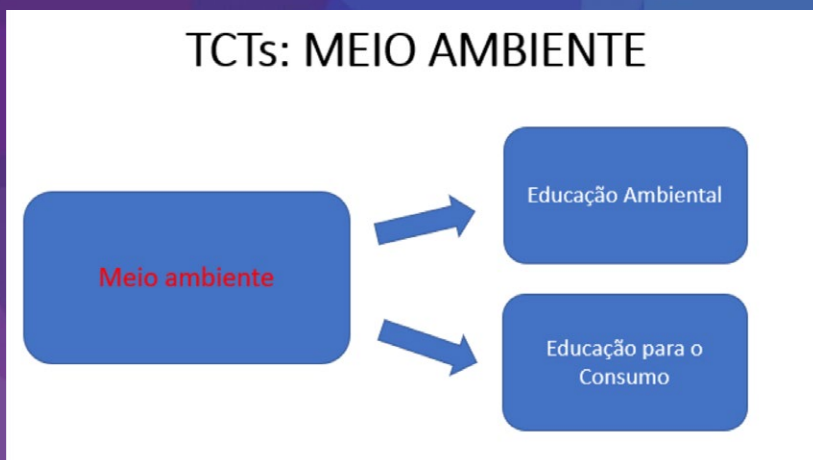 TCTs: MEIO AMBIENTE
Meio ambiente
Educação Ambiental
Educação para o
Consumo